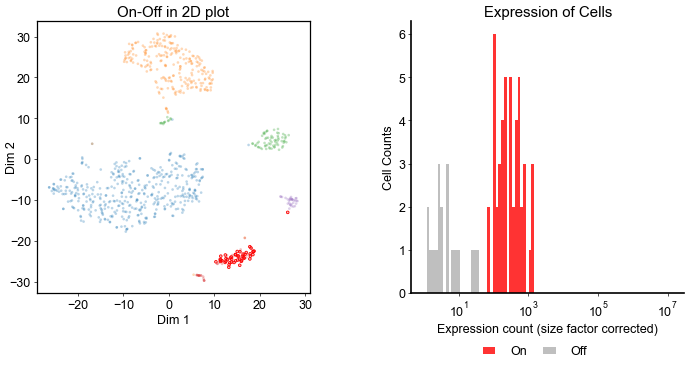 On-Off in 2D plot
30
20
10
0
−10
−20
−30
Dim 2
−20 −10 0 10 20 30
Dim 1
Expression of Cells
6
5
4
3
2
1
0
Cell Counts
10^1 10^3 10^5 10^7
Expression count (size factor corrected)
On Off